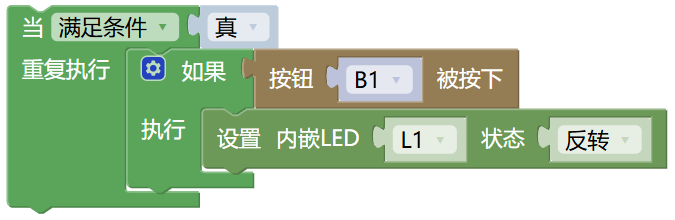 当 满足条件 真
重复执行 如果 按钮 B1 被按下
执行 设置 内嵌LED L1 状态 反转